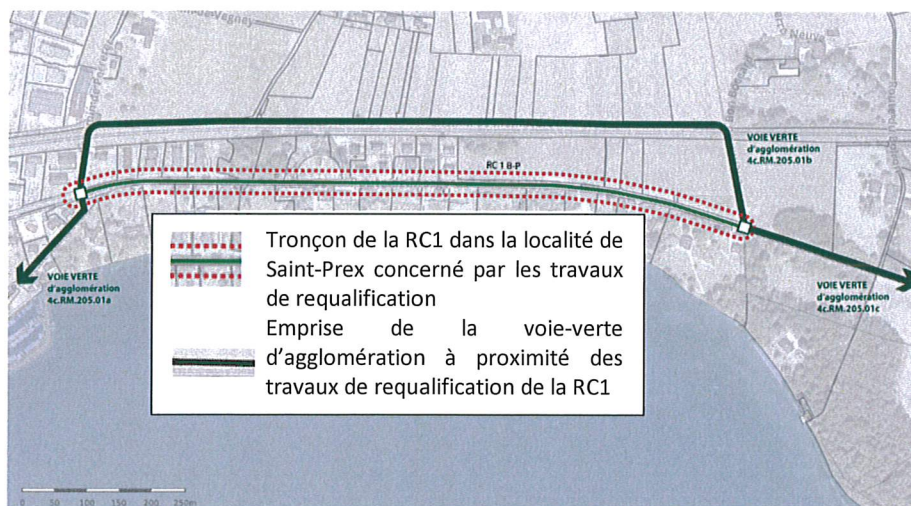 VOIE VERTE
d'agglomération
4c.RM.205.01b
RC 1 B-P
VOIE VERTE
d'agglomération
4c.RM.205.01a
VOIE VERTE
d'agglomération
4c.RM.205.01c
Tronçon de la RC1 dans la localité de
Saint-Prex concerné par les travaux
de requalification
Emprise de la voie-verte
d'agglomération à proximité des
travaux de requalification de la RC1
0 50 100 150 200 250m